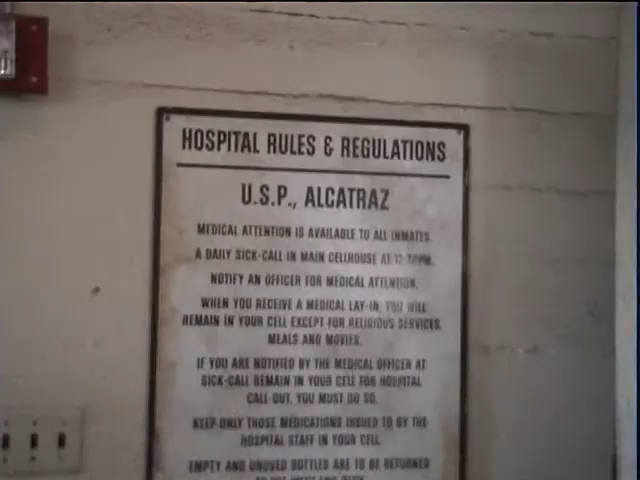 HOSPITAL RULES & REGULATIONS
U.S.P., ALCATRAZ
MEDICAL ATTENTION IS AVAILABLE TO ALL INMATES.
A DAILY SICK-CALL IN MAIN CELLHOUSE AT
NOTIFY AN OFFICER FOR MEDICAL ATTENTION.
WHEN YOU RECEIVE A MEDICAL LAY-IN, YOU WILL
REMAIN IN YOUR CELL EXCEPT FOR RELIGIOUS SERVICES,
MEALS AND MOVIES.
IF YOU ARE NOTIFIED BY THE MEDICAL OFFICER AT
SICK-CALL REMAIN IN YOUR CELL FOR HOSPITAL
CALL-OUT, YOU MUST DO SO.
KEEP ONLY THOSE MEDICATIONS ISSUED TO BY THE
HOSPITAL STAFF IN YOUR CELL.
EMPTY AND UNUSED BOTTLES ARE TO BE RETURNED